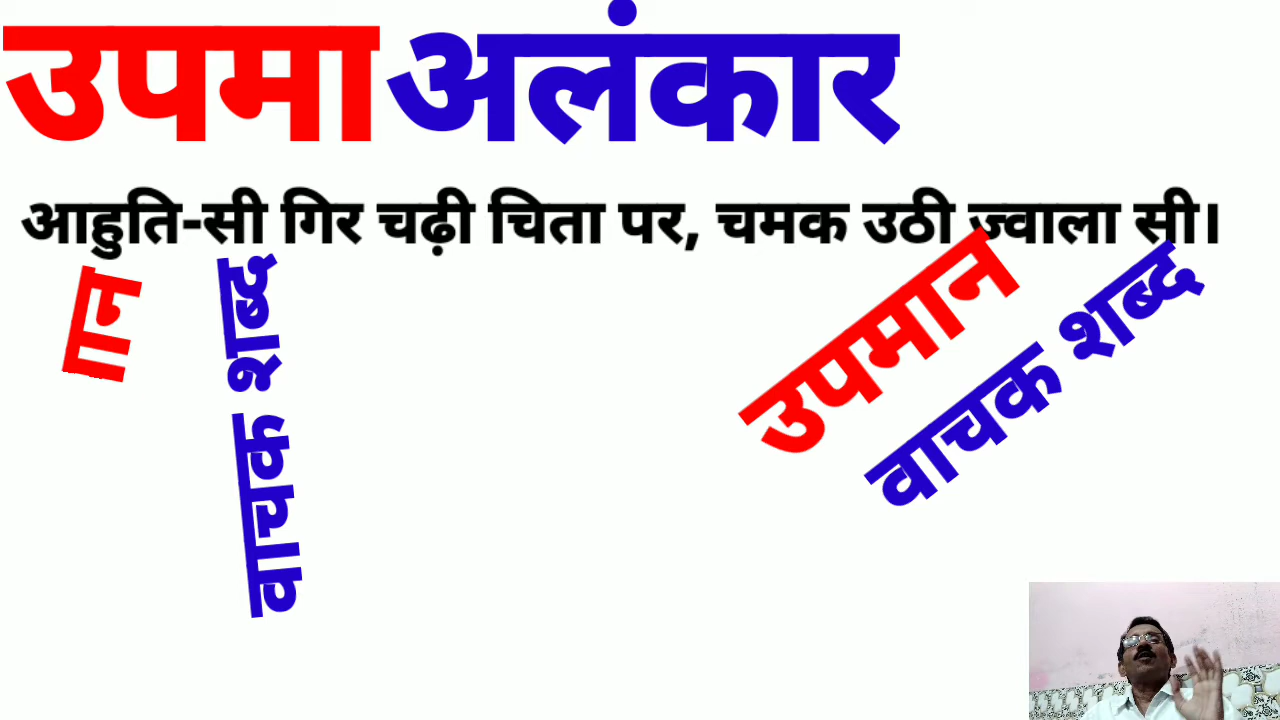 उपमा अलंकार
आहुति-सी गिर चढ़ी चिता पर, चमक उठी ज्वाला सी।
ान
वाचक शब्द
उपमान
वाचक शब्द